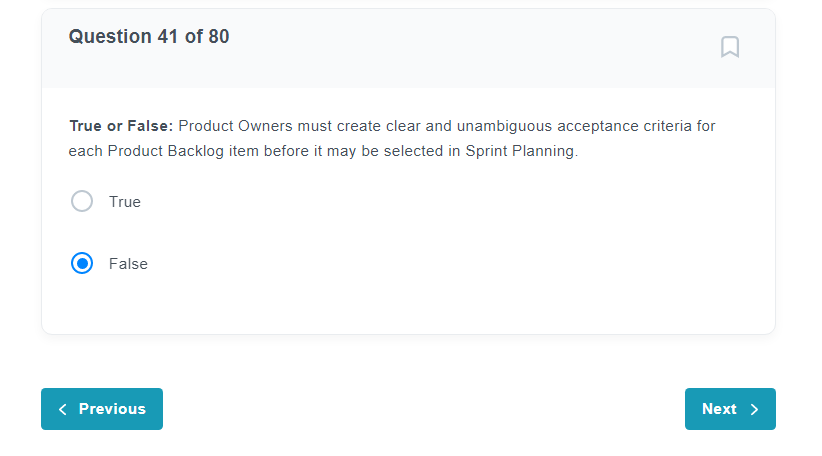 Question 41 of 80
True or False: Product Owners must create clear and unambiguous acceptance criteria for
each Product Backlog item before it may be selected in Sprint Planning.
True
False
Previous
Next